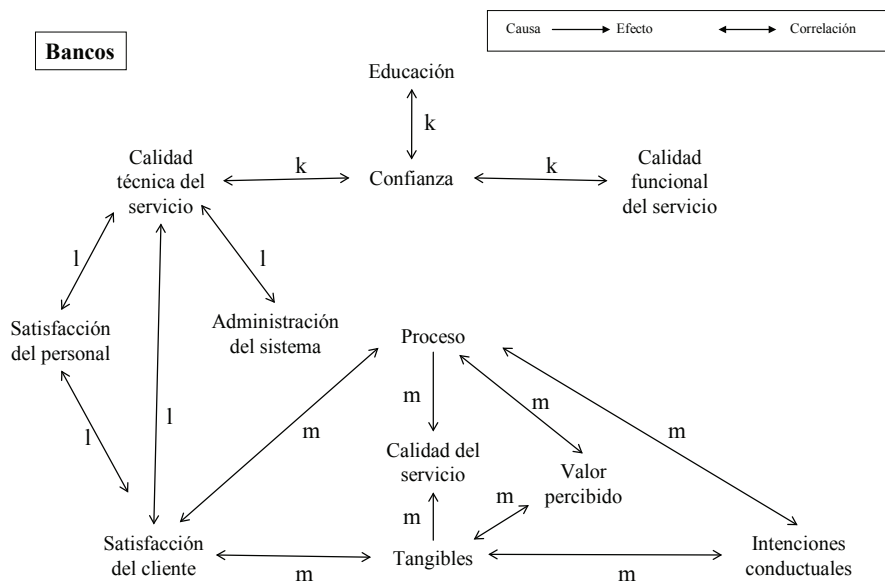 Causa
Efecto
Correlación
Bancos
Educación
k
Calidad
técnica del
servicio
k
Confianza
k
Calidad
funcional
del servicio
l
l
Satisfacción
del personal
Administración
del sistema
Proceso
l
l
m
m
m
m
Calidad del
servicio
Valor
percibido
m
m
Satisfacción
del cliente
m
Tangibles
m
Intenciones
conductuales